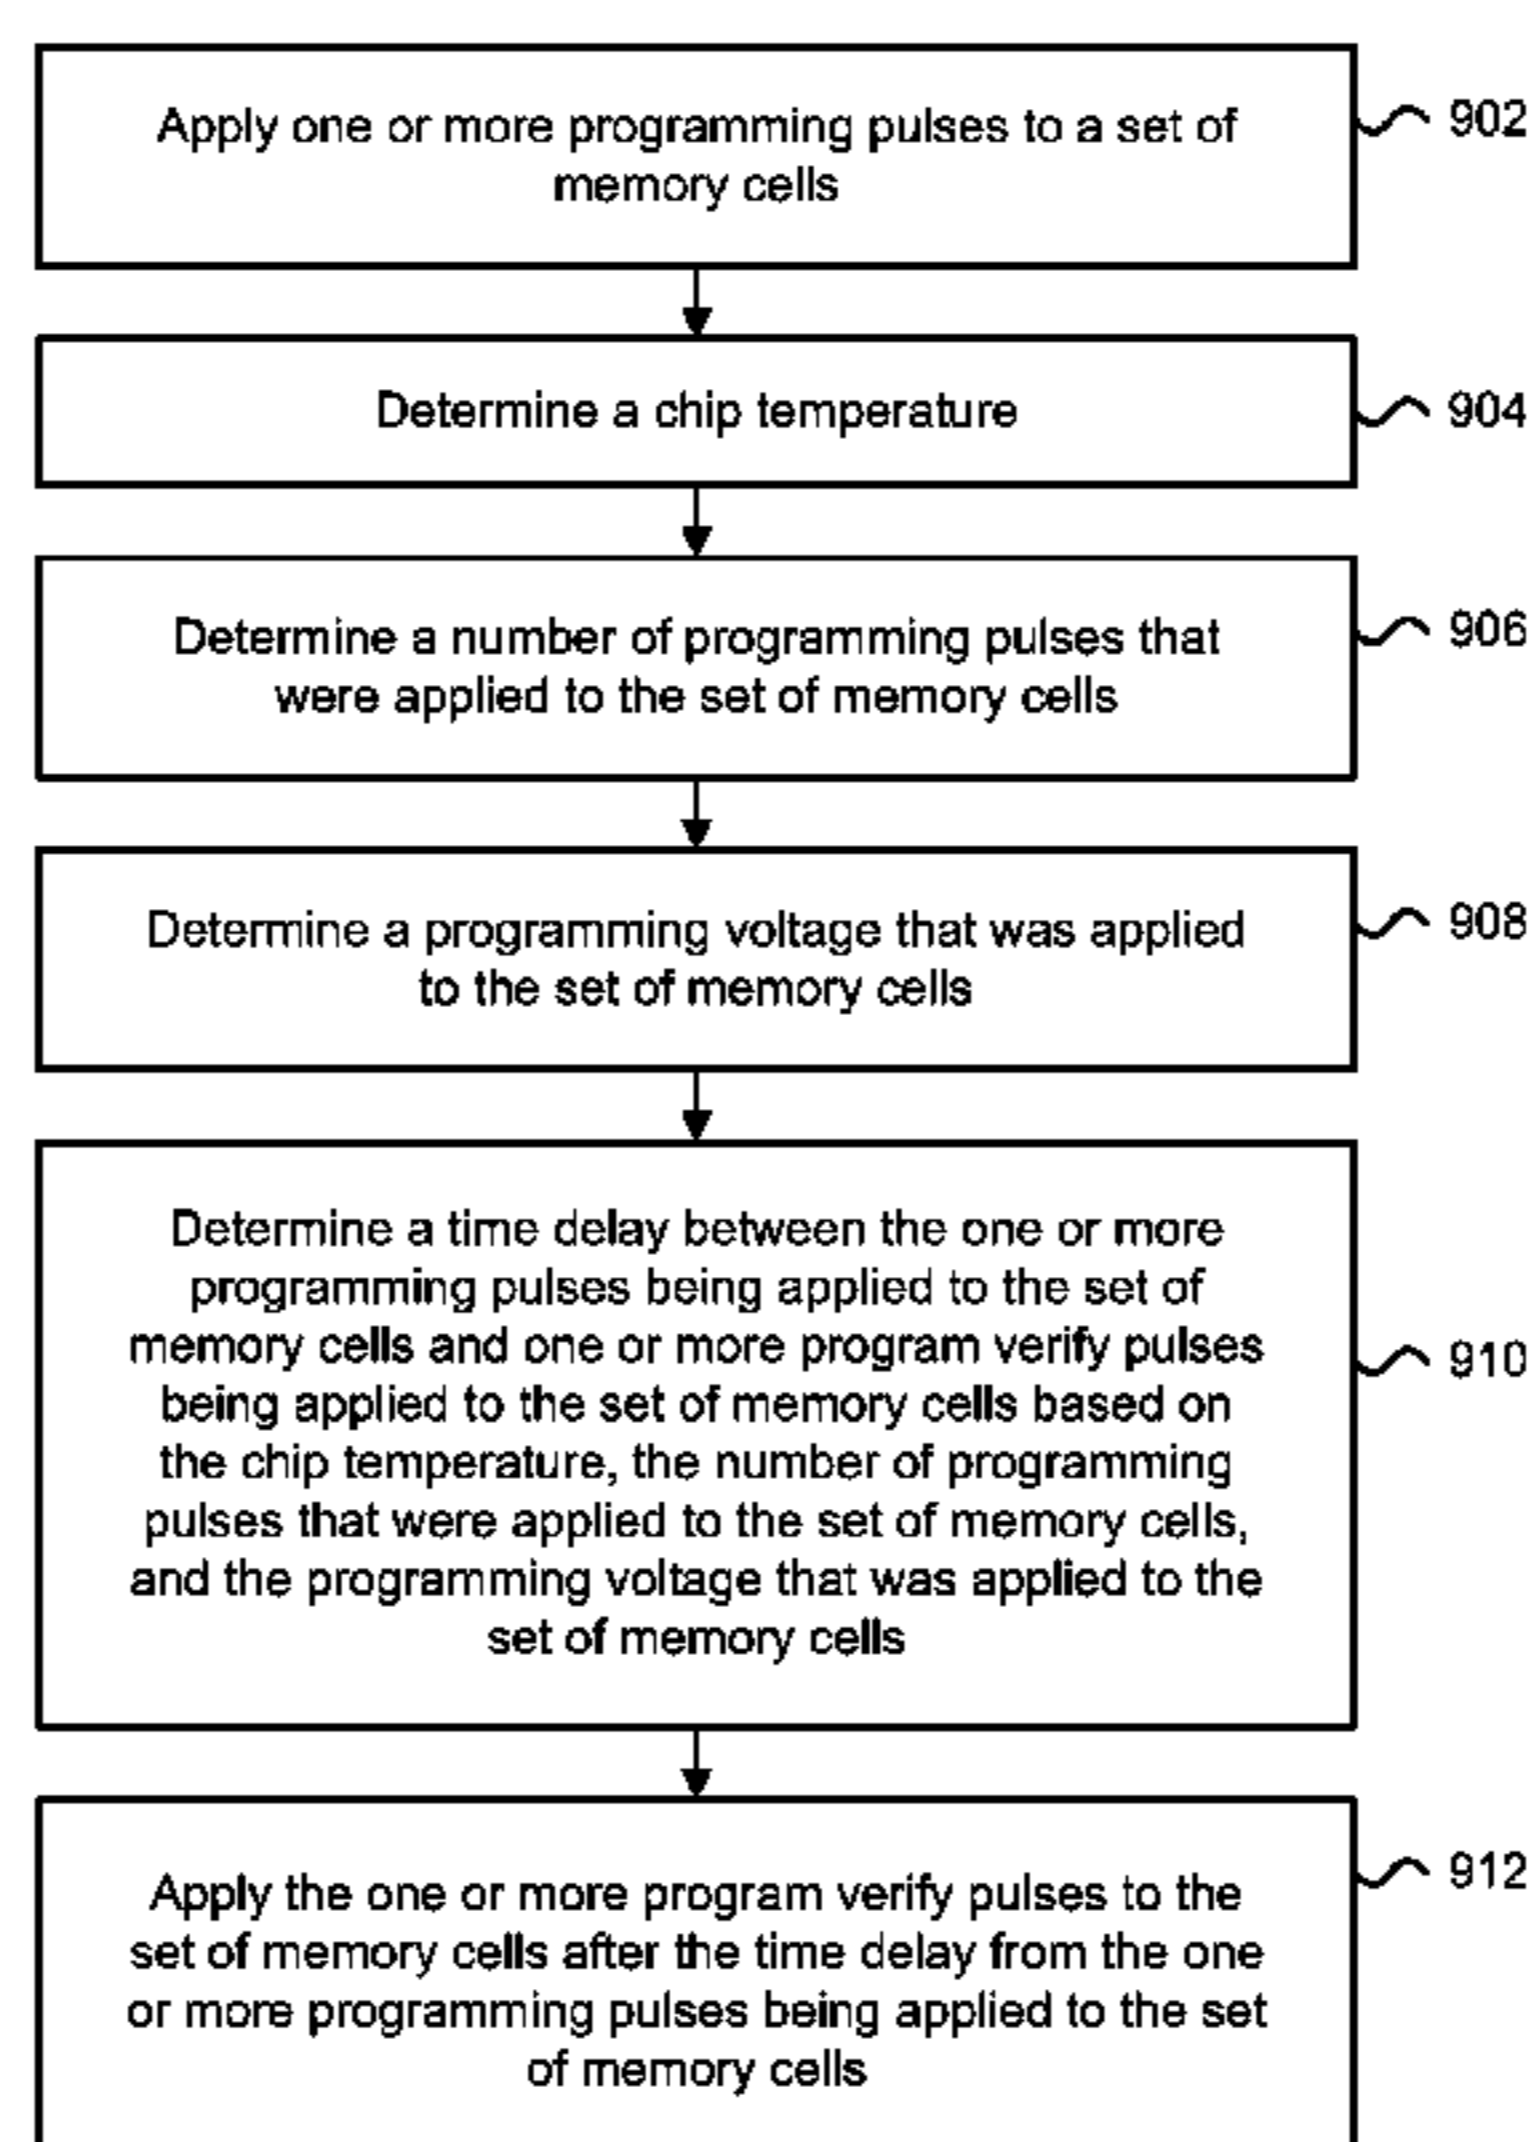 Apply one or more programming pulses to a set of
memory cells
902
Determine a chip temperature
904
Determine a number of programming pulses that
were applied to the set of memory cells
906
Determine a programming voltage that was applied
to the set of memory cells
908
Determine a time delay between the one or more
programming pulses being applied to the set of
memory cells and one or more program verify pulses
being applied to the set of memory cells based on
the chip temperature, the number of programming
pulses that were applied to the set of memory cells,
and the programming voltage that was applied to the
set of memory cells
910
Apply the one or more program verify pulses to the
set of memory cells after the time delay from the one
or more programming pulses being applied to the set
of memory cells
912